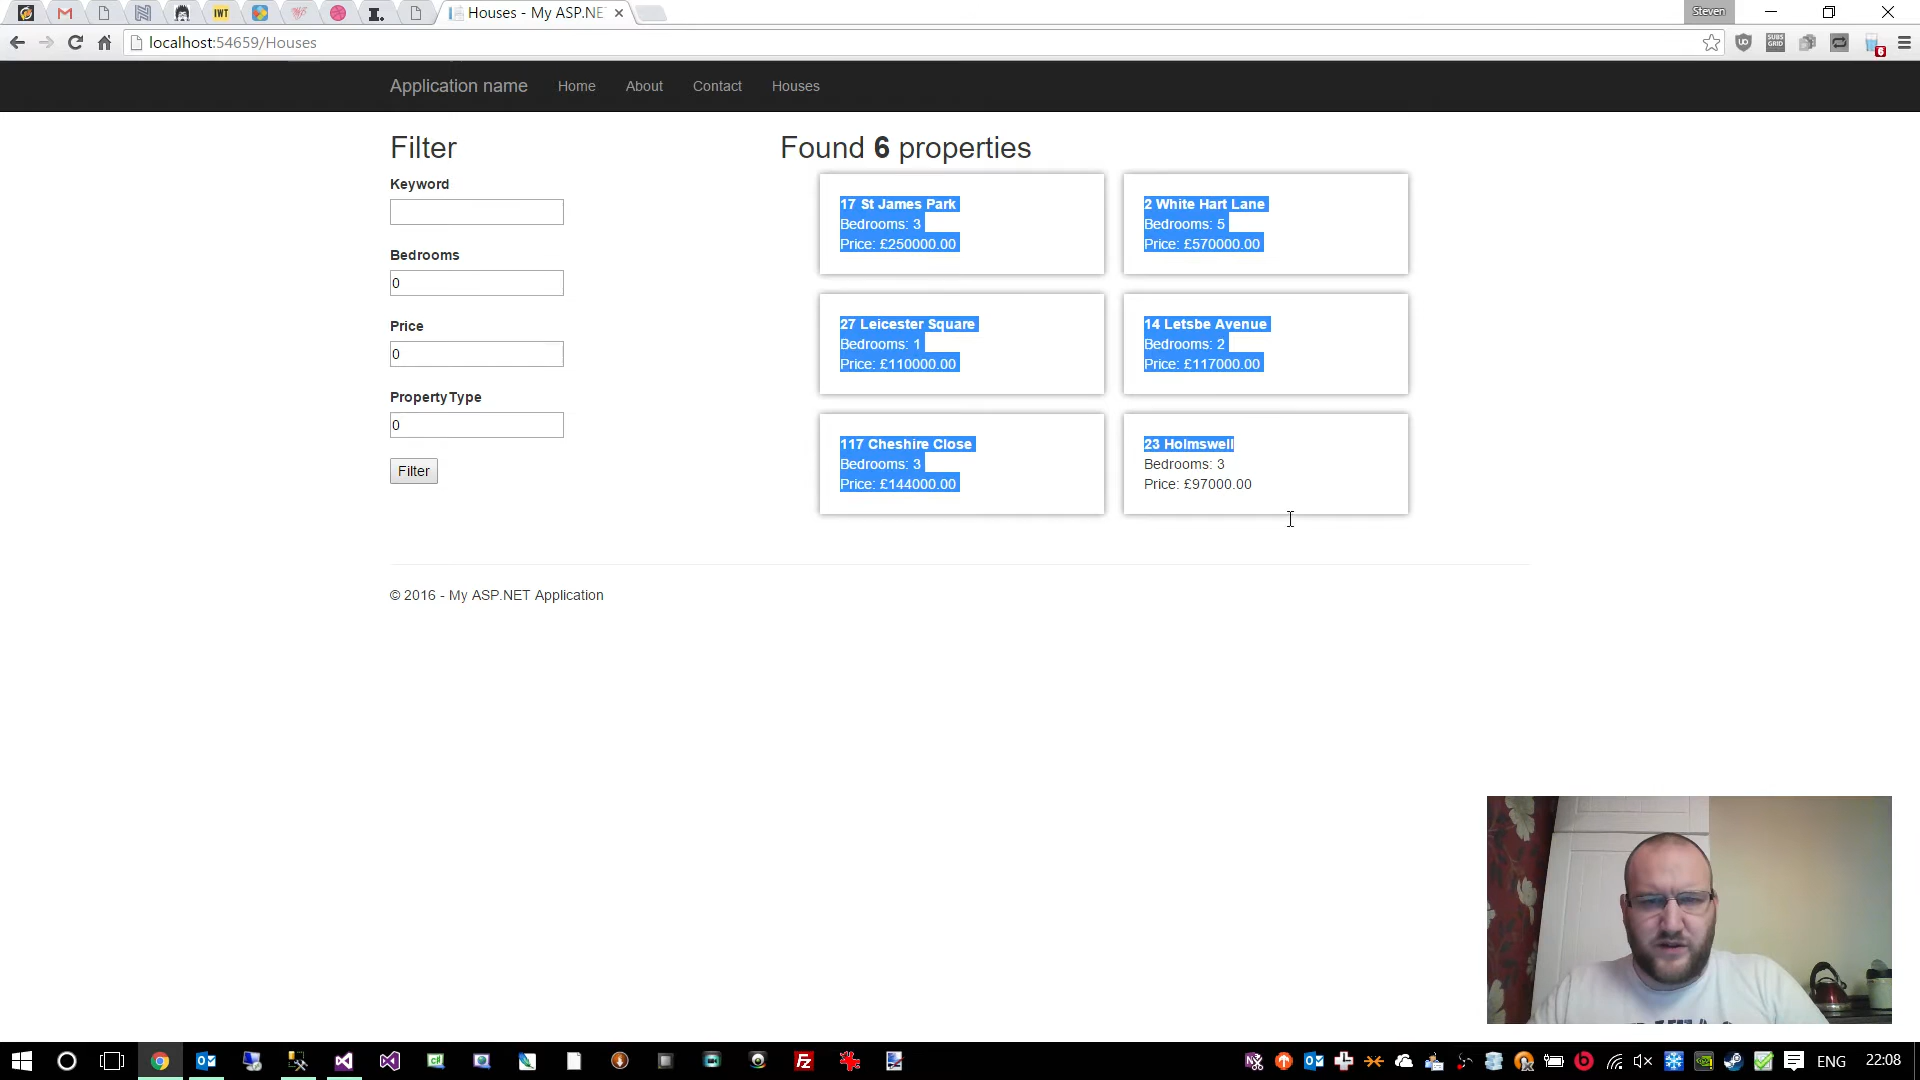 IWT
I.
Houses - My ASP.NE
Steven
localhost:54659/Houses
SUBS
GRID
6
Application name Home About Contact Houses
Filter
Keyword
Bedrooms
0
Price
0
PropertyType
0
Filter
Found 6 properties
17 St James Park
Bedrooms: 3
Price: £250000.00
2 White Hart Lane
Bedrooms: 5
Price: £570000.00
27 Leicester Square
Bedrooms: 1
Price: £110000.00
14 Letsbe Avenue
Bedrooms: 2
Price: £117000.00
117 Cheshire Close
Bedrooms: 3
Price: £144000.00
23 Holmswell
Bedrooms: 3
Price: £97000.00
© 2016 - My ASP.NET Application
ENG
22:08